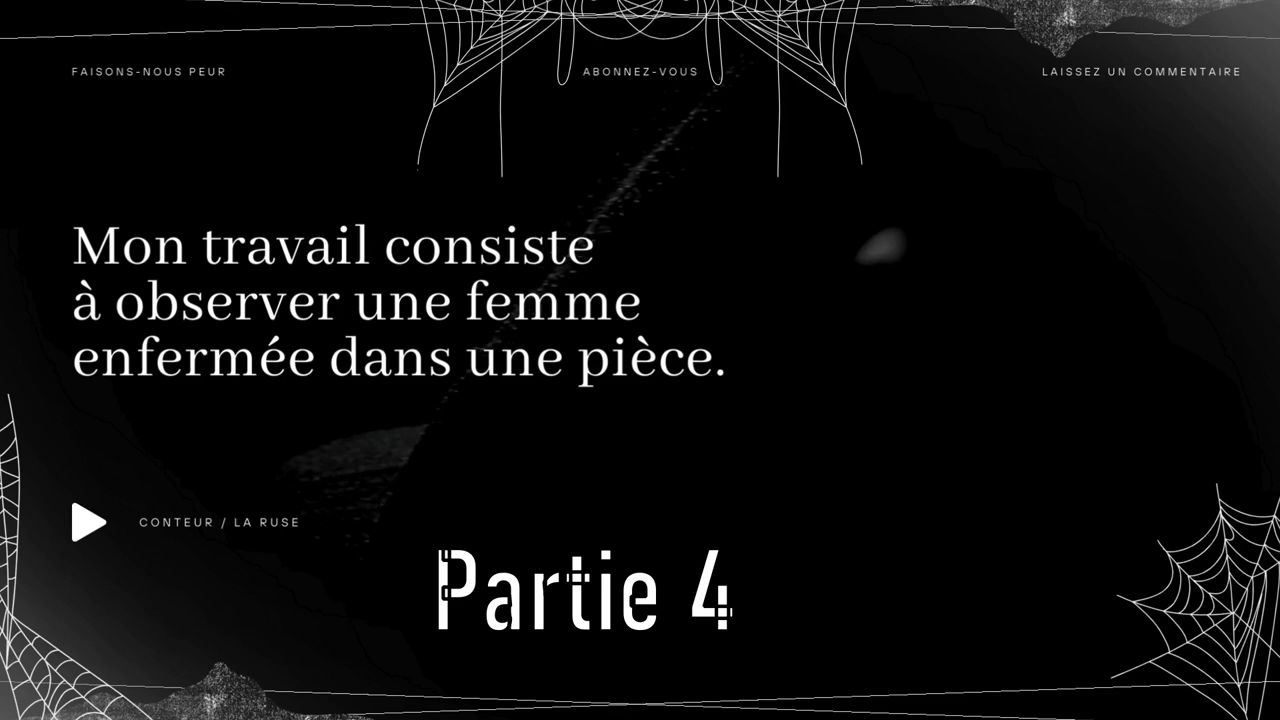 FAISONS-NOUS PEUR
ABONNEZ-VOUS
LAISSEZ UN COMMENTAIRE
Mon travail consiste
à observer une femme
enfermée dans une pièce.
CONTEUR / LA RUSE
Partie 4